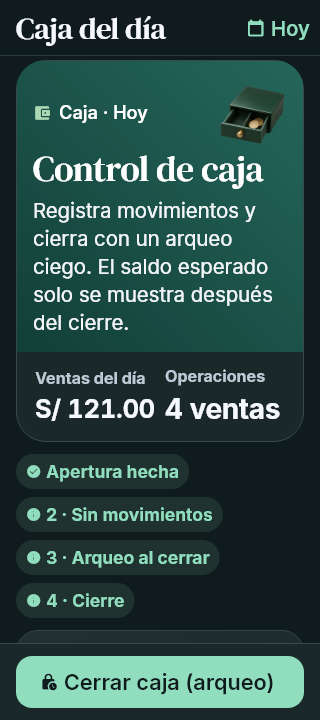 Caja del día
Hoy
Caja · Hoy
Control de caja
Registra movimientos y
cierra con un arqueo
ciego. El saldo esperado
solo se muestra después
del cierre.
Ventas del día
S/ 121.00
Operaciones
4 ventas
Apertura hecha
2 · Sin movimientos
3 · Arqueo al cerrar
4 · Cierre
Cerrar caja (arqueo)